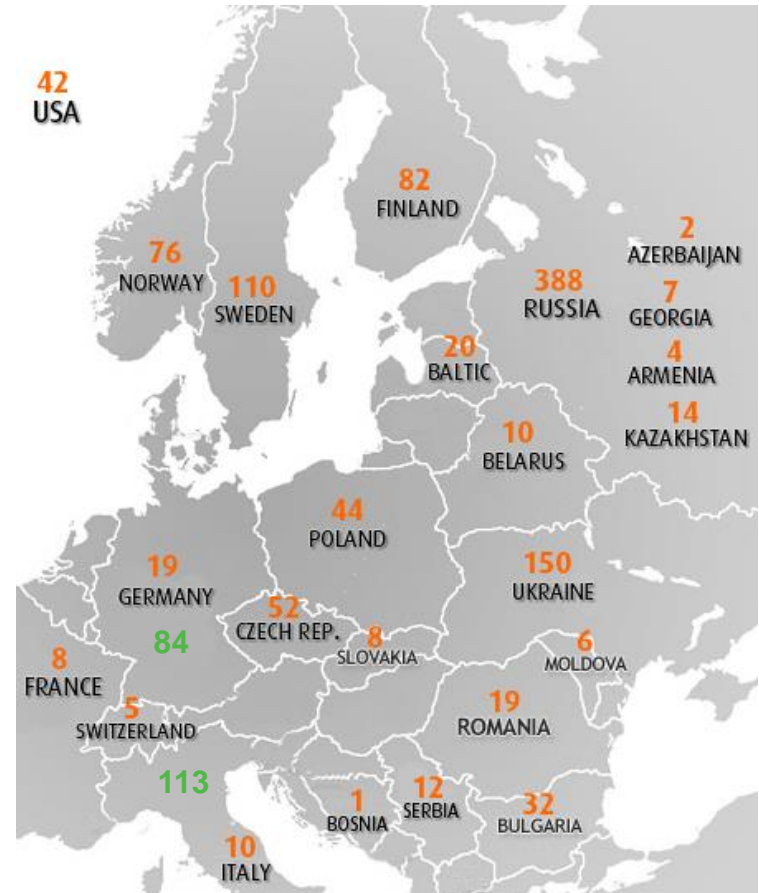 42
USA
82
FINLAND
2
AZERBAIJAN
76
NORWAY
110
SWEDEN
388
RUSSIA
7
GEORGIA
20
BALTIC
4
ARMENIA
14
KAZAKHSTAN
10
BELARUS
44
POLAND
19
GERMANY
150
UKRAINE
52
CZECH REP.
84
8
SLOVAKIA
6
MOLDOVA
8
FRANCE
5
SWITZERLAND
19
ROMANIA
113
1
BOSNIA
12
SERBIA
32
BULGARIA
10
ITALY